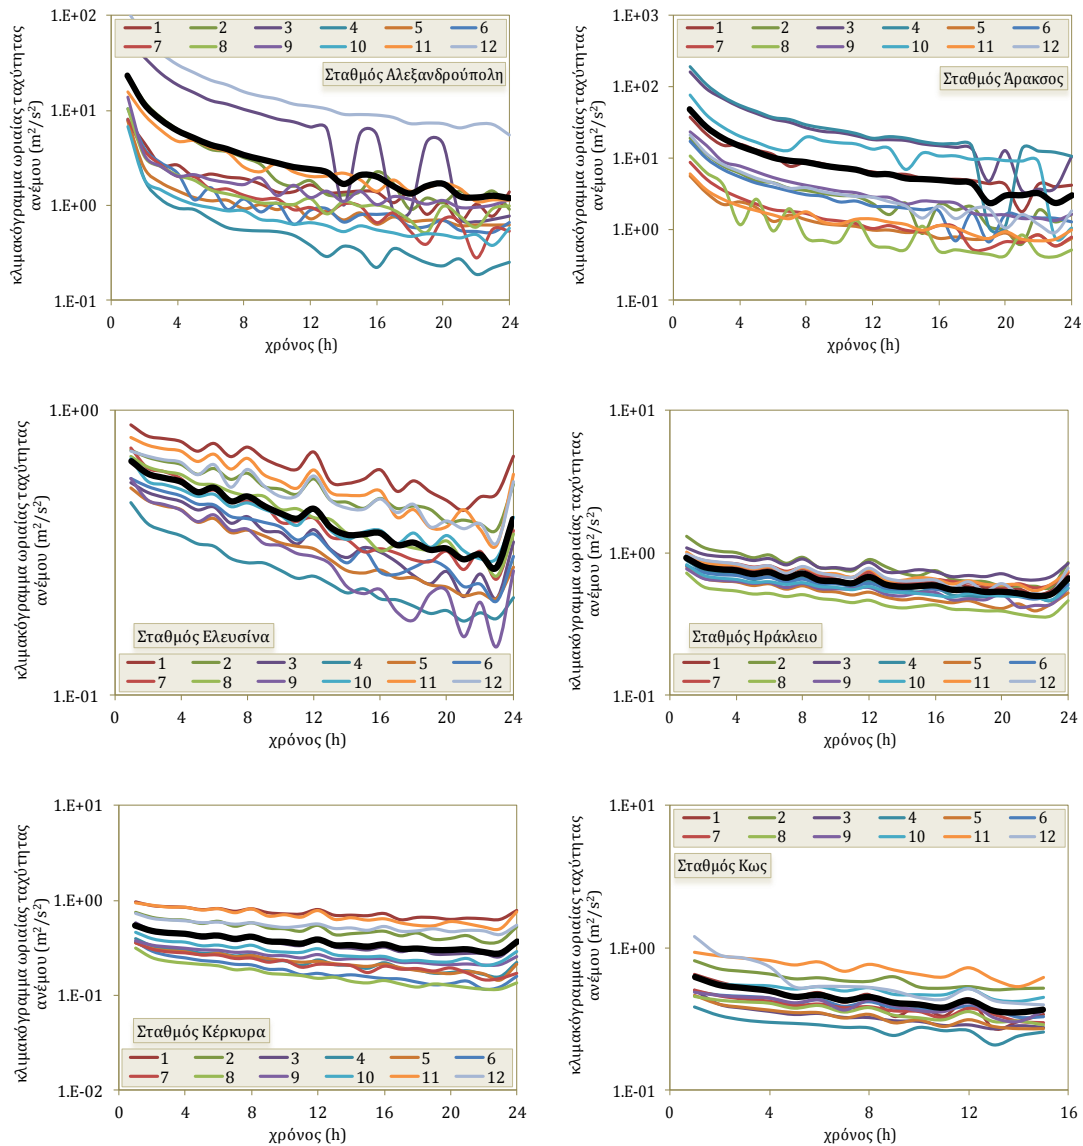 κλιμακόγραμμα ωριαίας ταχύτητας
ανέμου (m²/s²)
1.E+02
1.E+01
1.E+00
1.E-01
1 2 3 4 5 6
7 8 9 10 11 12
Σταθμός Αλεξανδρούπολη
0 4 8 12 16 20 24
χρόνος (h)
κλιμακόγραμμα ωριαίας ταχύτητας
ανέμου (m²/s²)
1.E+03
1.E+02
1.E+01
1.E+00
1.E-01
1 2 3 4 5 6
7 8 9 10 11 12
Σταθμός Άρακσος
0 4 8 12 16 20 24
χρόνος (h)
κλιμακόγραμμα ωριαίας ταχύτητας
ανέμου (m²/s²)
1.E+00
1.E-01
Σταθμός Ελευσίνα
1 2 3 4 5 6
7 8 9 10 11 12
0 4 8 12 16 20 24
χρόνος (h)
κλιμακόγραμμα ωριαίας ταχύτητας
ανέμου (m²/s²)
1.E+01
1.E+00
1.E-01
Σταθμός Ηράκλειο
1 2 3 4 5 6
7 8 9 10 11 12
0 4 8 12 16 20 24
χρόνος (h)
κλιμακόγραμμα ωριαίας ταχύτητας
ανέμου (m²/s²)
1.E+01
1.E+00
1.E-01
1.E-02
Σταθμός Κέρκυρα
1 2 3 4 5 6
7 8 9 10 11 12
0 4 8 12 16 20 24
χρόνος (h)
κλιμακόγραμμα ωριαίας ταχύτητας
ανέμου (m²/s²)
1.E+01
1.E+00
1.E-01
1 2 3 4 5 6
7 8 9 10 11 12
Σταθμός Κως
0 4 8 12 16
χρόνος (h)